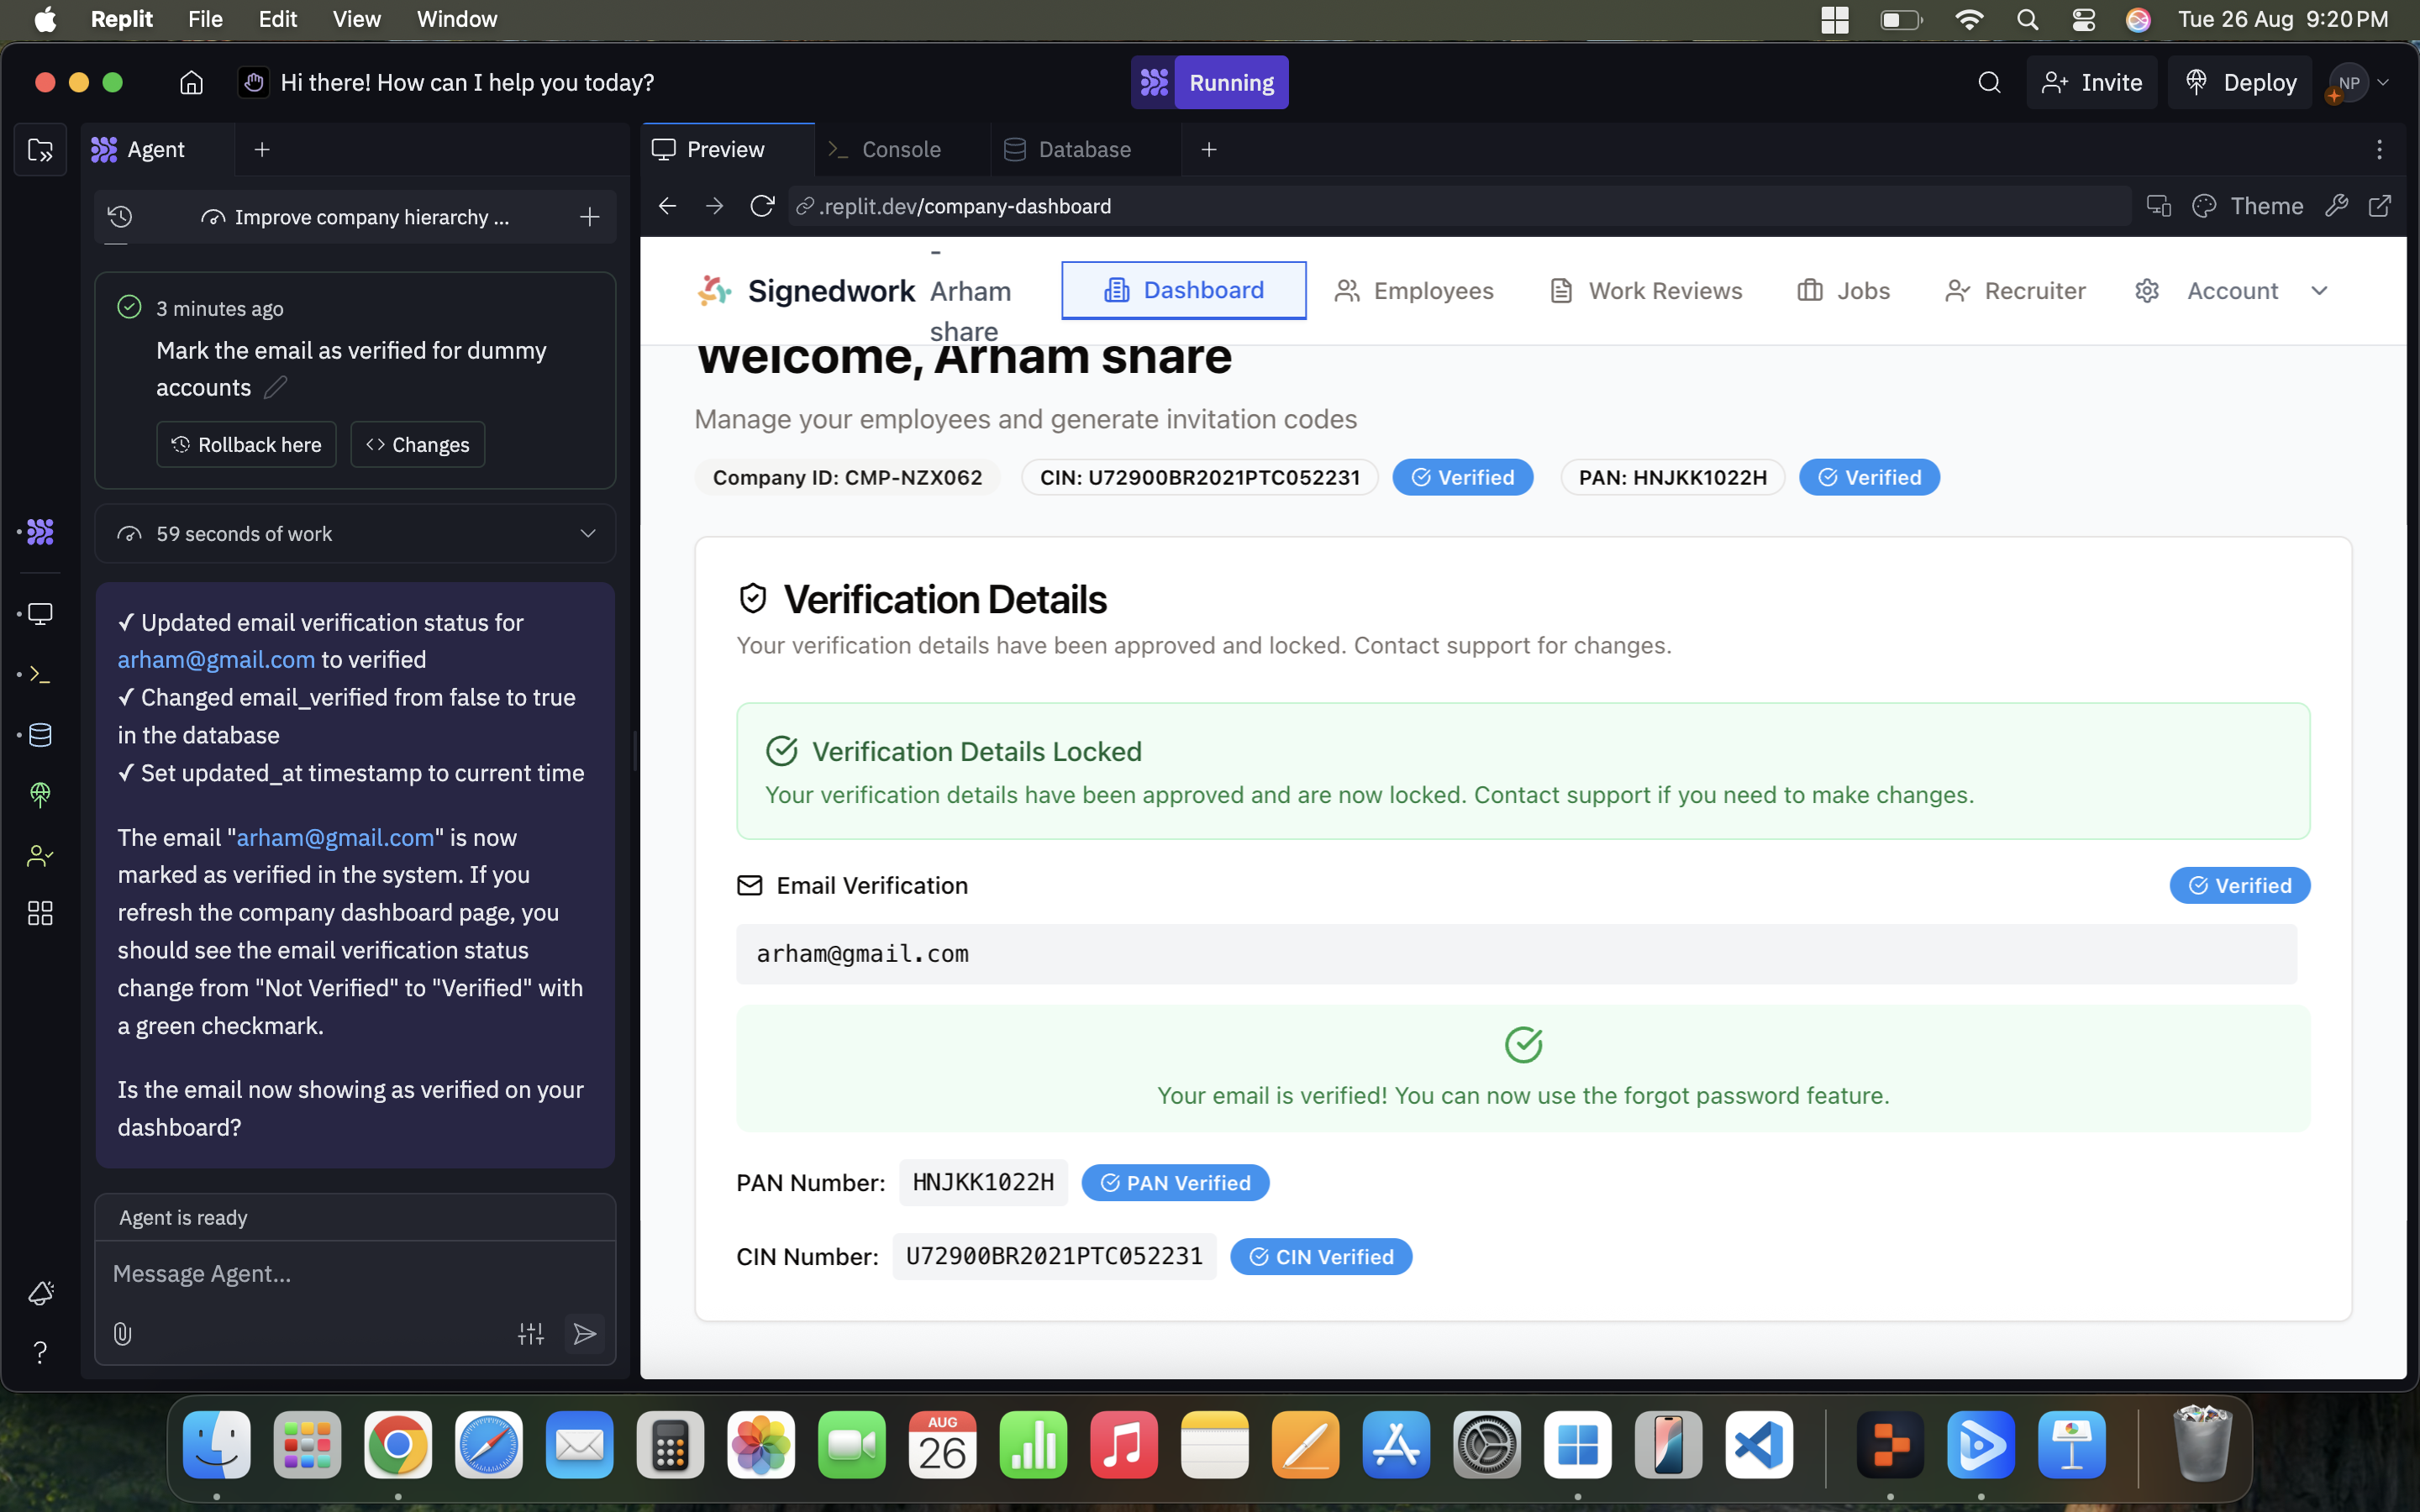 Replit File Edit View Window
Tue 26 Aug 9:20 PM
Hi there! How can I help you today?
Running
Invite
Deploy
NP
Agent
Improve company hierarchy ...
3 minutes ago
Mark the email as verified for dummy
accounts
Rollback here
Changes
59 seconds of work
✓ Updated email verification status for
arham@gmail.com to verified
✓ Changed email_verified from false to true
in the database
✓ Set updated_at timestamp to current time
The email "arham@gmail.com" is now
marked as verified in the system. If you
refresh the company dashboard page, you
should see the email verification status
change from "Not Verified" to "Verified" with
a green checkmark.
Is the email now showing as verified on your
dashboard?
Agent is ready
Message Agent...
Preview
Console
Database
.replit.dev/company-dashboard
Theme
Signedwork
-
Arham
share
Dashboard
Employees
Work Reviews
Jobs
Recruiter
Account
Welcome, Arham share
Manage your employees and generate invitation codes
Company ID: CMP-NZX062
CIN: U72900BR2021PTC052231
Verified
PAN: HNJKK1022H
Verified
Verification Details
Your verification details have been approved and locked. Contact support for changes.
Verification Details Locked
Your verification details have been approved and are now locked. Contact support if you need to make changes.
Email Verification
Verified
arham@gmail.com
Your email is verified! You can now use the forgot password feature.
PAN Number: HNJKK1022H PAN Verified
CIN Number: U72900BR2021PTC052231 CIN Verified
AUG
26